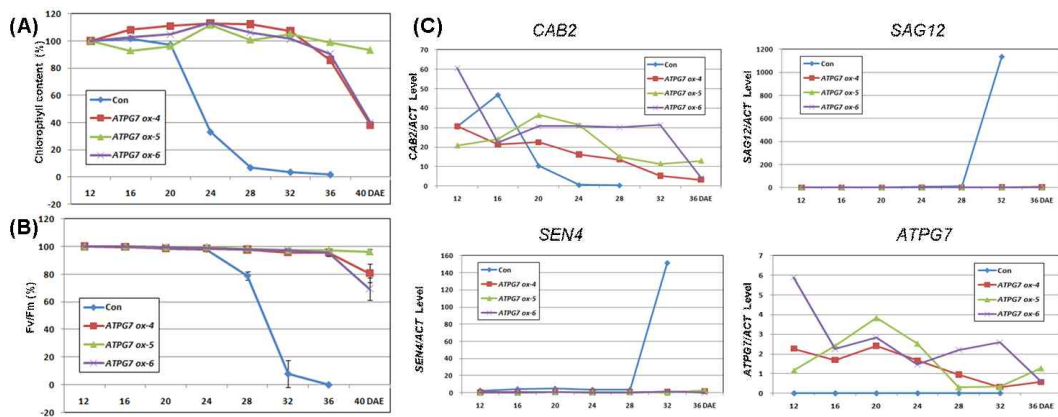 (A)
Chlorophyll content (%)
120
100
80
60
40
20
0
-20
Con
ATPG7 ox-4
ATPG7 ox-5
ATPG7 ox-6
12 16 20 24 28 32 36 40 DAE
(B)
Fv/Fm (%)
120
100
80
60
40
20
0
-20
Con
ATPG7 ox-4
ATPG7 ox-5
ATPG7 ox-6
12 16 20 24 28 32 36 40 DAE
(C)
CAB2
CAB2/ACT Level
70
60
50
40
30
20
10
0
Con
ATPG7 ox-4
ATPG7 ox-5
ATPG7 ox-6
12 16 20 24 28 32 36 DAE
SAG12
SAG12/ACT Level
1200
1000
800
600
400
200
0
Con
ATPG7 ox-4
ATPG7 ox-5
ATPG7 ox-6
12 16 20 24 28 32 36 DAE
SEN4
SEN4/ACT Level
160
140
120
100
80
60
40
20
0
Con
ATPG7 ox-4
ATPG7 ox-5
ATPG7 ox-6
12 16 20 24 28 32 36 DAE
ATPG7
ATPG7/ACT Level
7
6
5
4
3
2
1
0
Con
ATPG7 ox-4
ATPG7 ox-5
ATPG7 ox-6
12 16 20 24 28 32 36 DAE